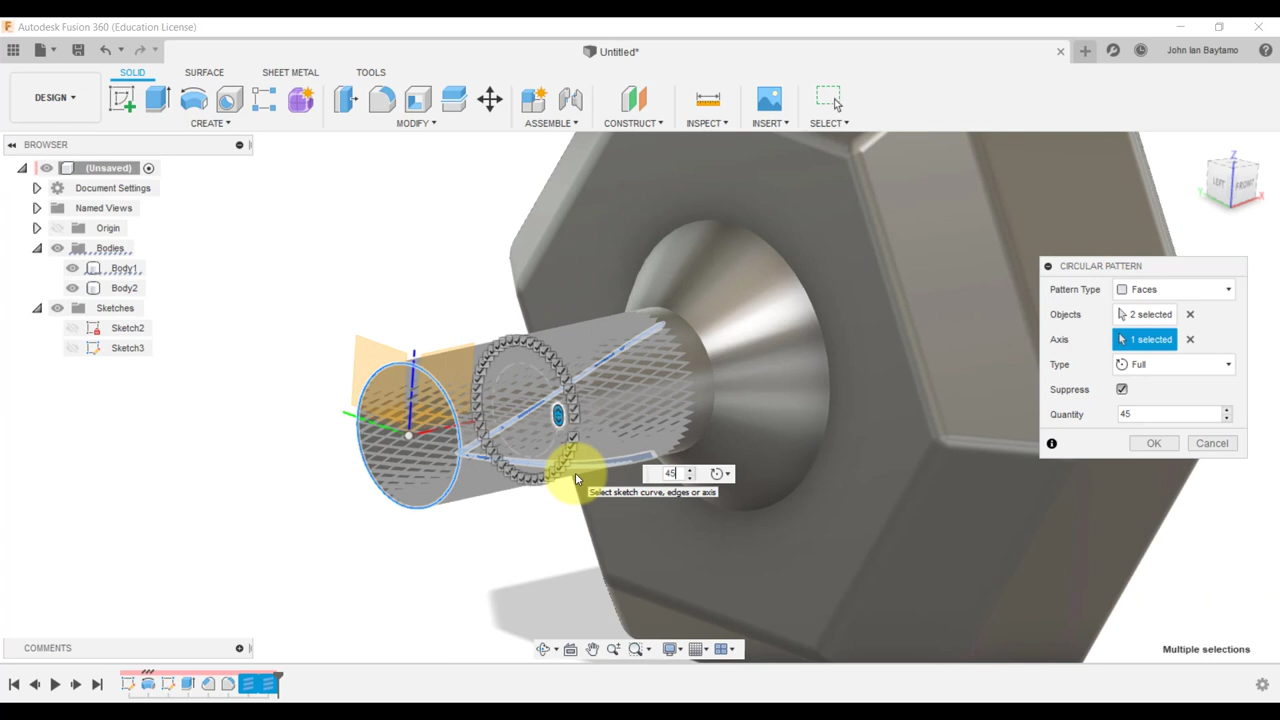 Autodesk Fusion 360 (Education License)
Untitled*
John Ian Baytamo
SOLID
SURFACE
SHEET METAL
TOOLS
DESIGN
CREATE
MODIFY
ASSEMBLE
CONSTRUCT
INSPECT
INSERT
SELECT
BROWSER
(Unsaved)
Document Settings
Named Views
Origin
Bodies
Body1
Body2
Sketches
Sketch2
Sketch3
Z
LEFT
FRONT
Y
X
CIRCULAR PATTERN
Pattern Type
Faces
Objects
2 selected
Axis
1 selected
Type
Full
Suppress
Quantity
45
OK
Cancel
45
Select sketch curve, edges or axis
COMMENTS
Multiple selections